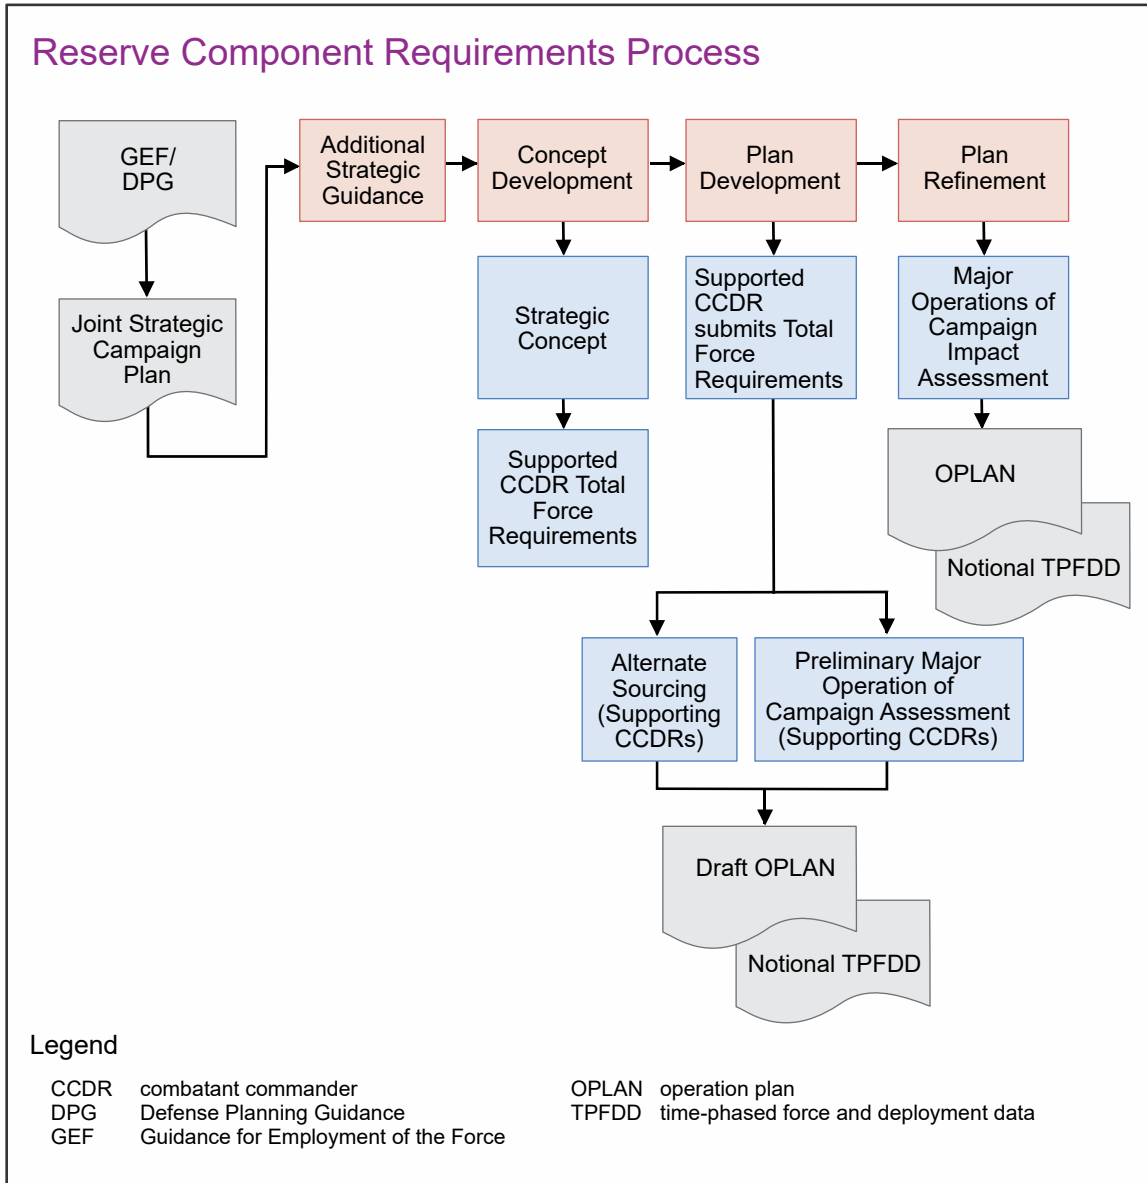 Reserve Component Requirements Process
GEF/
DPG
Joint Strategic
Campaign
Plan
Additional
Strategic
Guidance
Concept
Development
Plan
Development
Plan
Refinement
Strategic
Concept
Supported
CCDR Total
Force
Requirements
Supported
CCDR
submits Total
Force
Requirements
Major
Operations of
Campaign
Impact
Assessment
OPLAN
Notional TPFDD
Alternate
Sourcing
(Supporting
CCDRs)
Preliminary Major
Operation of
Campaign Assessment
(Supporting CCDRs)
Draft OPLAN
Notional TPFDD
Legend
CCDR combatant commander
DPG Defense Planning Guidance
GEF Guidance for Employment of the Force
OPLAN operation plan
TPFDD time-phased force and deployment data